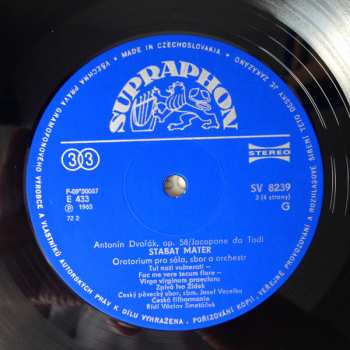 • MADE IN CZECHOSLOVAKIA •
VŠECHNA PRÁVA GRAMOFONOVÉHO VÝROBCE A VLASTNÍKŮ AUTORSKÝCH PRÁV K DÍLU VYHRAŽENA. POŘIZOVÁNÍ KOPIÍ, VEŘEJNÉ PROVOZOVÁNÍ A ROZHLASOVÉ ŠÍŘENÍ TÉTO DESKY JE ZAKÁZÁNO
SUPRAPHON
33
STEREO
E 433
Ⓟ 1965
72 2
SV 8239
3 (4 strany)
G
Antonín Dvořák, op. 58/Jacopone da Todi
STABAT MATER
Oratorium pro sóla, sbor a orchestr
Tui nati vulnerati –
Fac me vere tecum flere –
Virgo virginum praeclara
Zpívá Ivo Žídek
Český pěvecký sbor, sbm. Josef Veselka
Česká filharmonie
Řídí Václav Smetáček